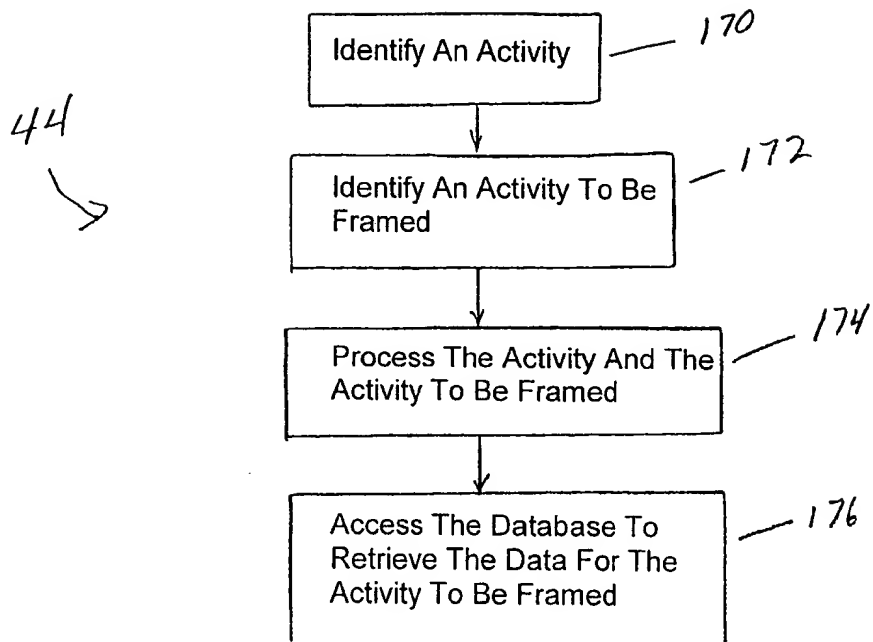 Identify An Activity
170
44
Identify An Activity To Be
Framed
172
Process The Activity And The
Activity To Be Framed
174
Access The Database To
Retrieve The Data For The
Activity To Be Framed
176